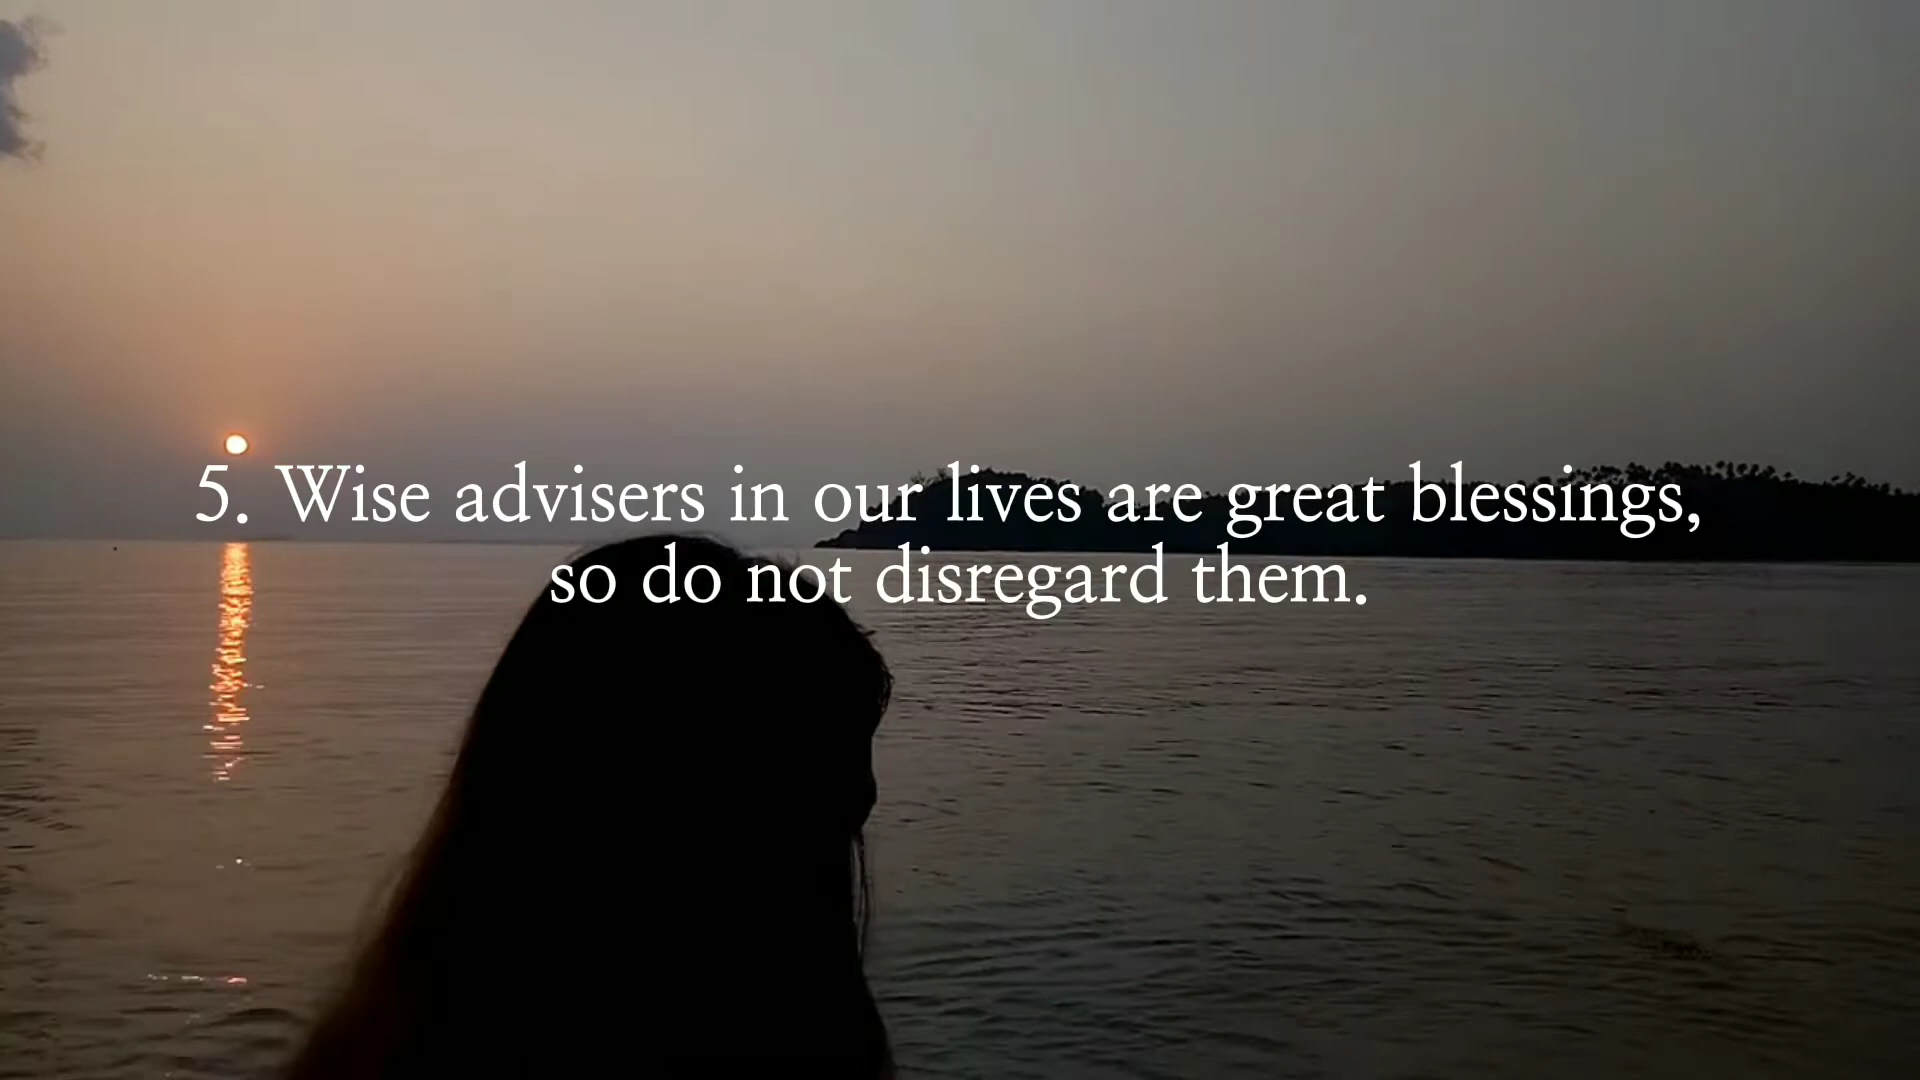 5. Wise advisers in our lives are great blessings,
so do not disregard them.